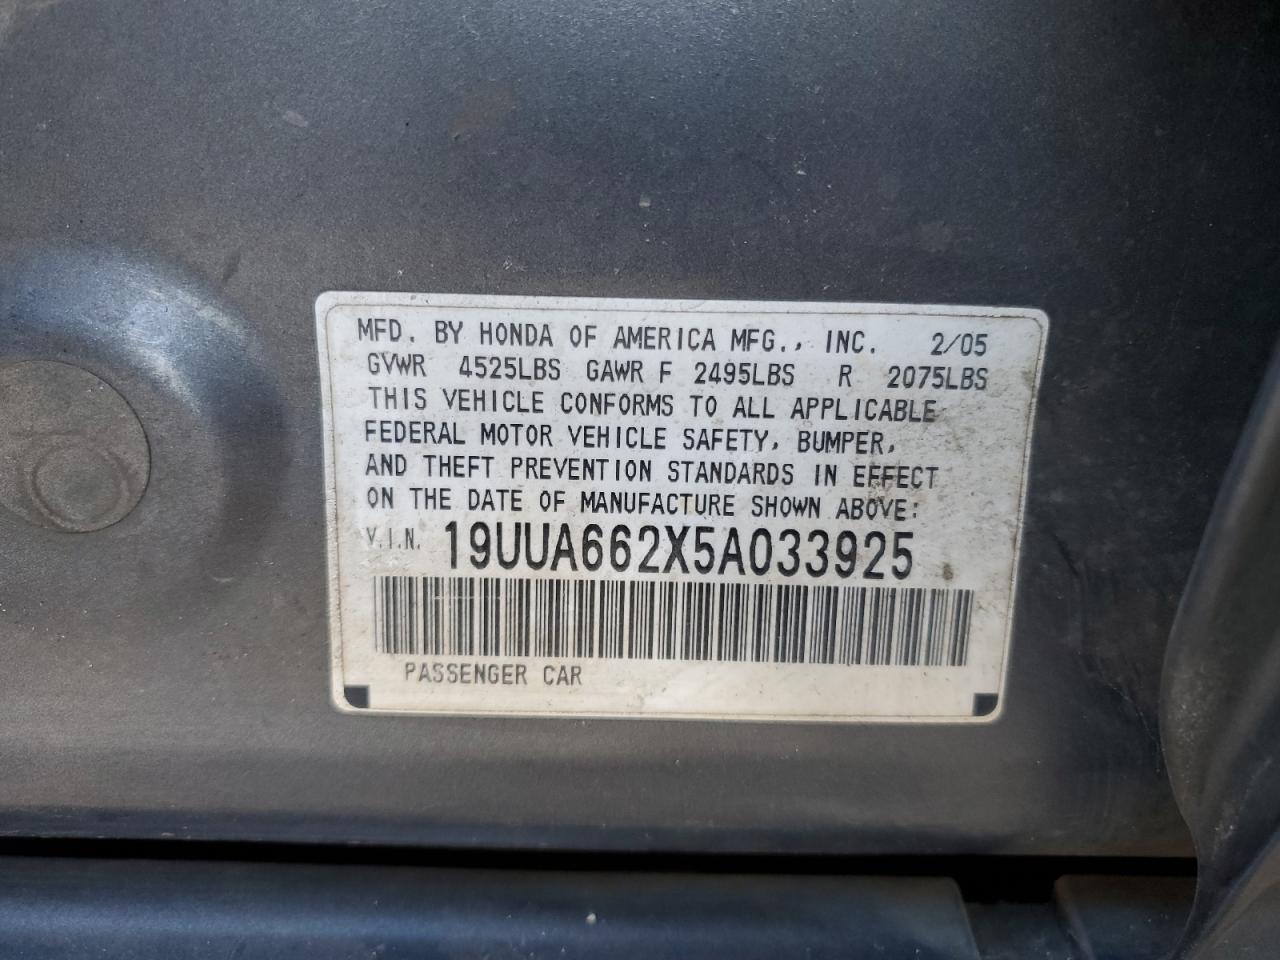 MFD. BY HONDA OF AMERICA MFG., INC. 2/05
GVWR 4525LBS GAWR F 2495LBS R 2075LBS
THIS VEHICLE CONFORMS TO ALL APPLICABLE
FEDERAL MOTOR VEHICLE SAFETY, BUMPER,
AND THEFT PREVENTION STANDARDS IN EFFECT
ON THE DATE OF MANUFACTURE SHOWN ABOVE:
V.I.N. 19UUA662X5A033925
PASSENGER CAR